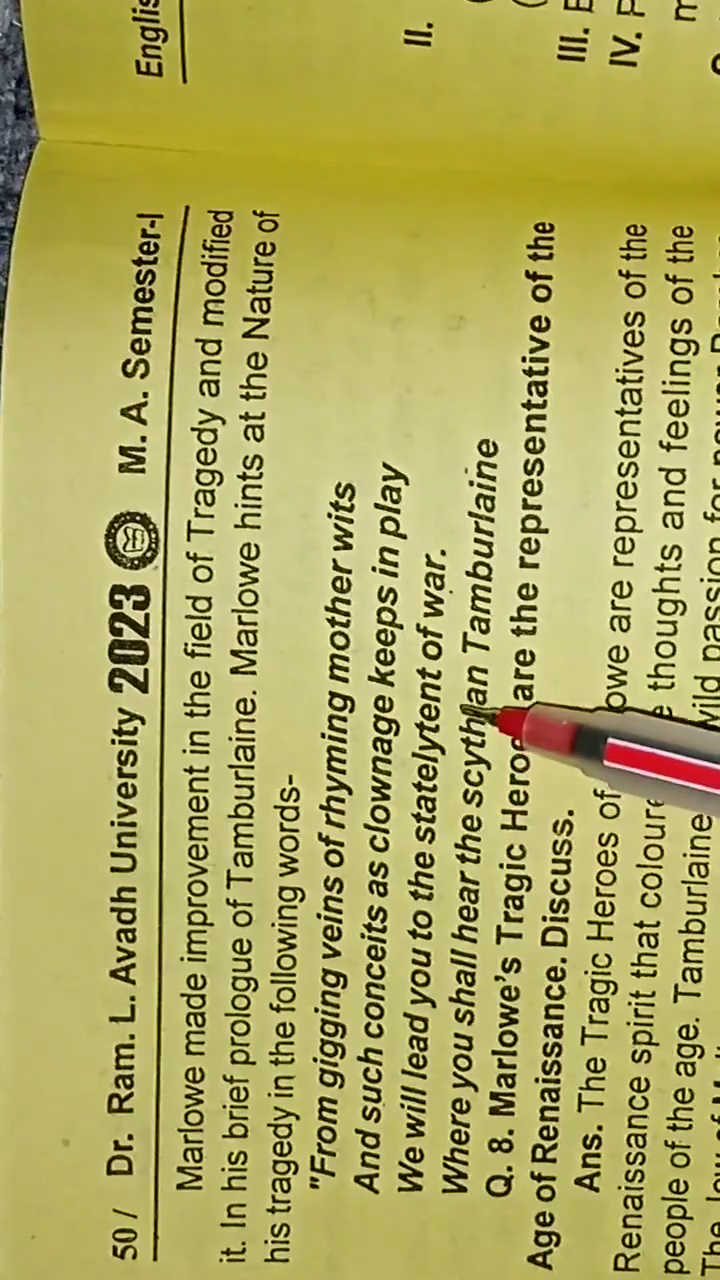 50 / Dr. Ram. L. Avadh University 2023 M. A. Semester-I
Marlowe made improvement in the field of Tragedy and modified
it. In his brief prologue of Tamburlaine. Marlowe hints at the Nature of
his tragedy in the following words-
"From gigging veins of rhyming mother wits
And such conceits as clownage keeps in play
We will lead you to the statelytent of war.
Where you shall hear the scythian Tamburlaine
Q. 8. Marlowe's Tragic Heroes are the representative of the
Age of Renaissance. Discuss.
Ans. The Tragic Heroes of are representatives of the
Renaissance spirit that thoughts and feelings of the
people of the age. Tamburlaine passion for
Englis
II.
III.
IV.